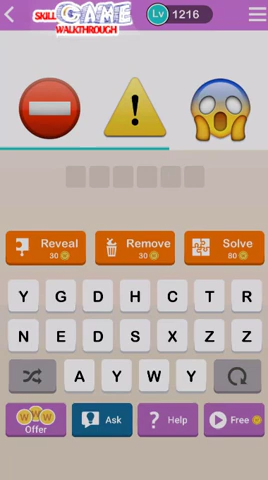 SKILL GAME
WALKTHROUGH
Lv 1216
!
Reveal
30
Remove
30
Solve
80
Y G D H C T R
N E D S X Z Z
A Y W Y
W W W
Offer
Ask
? Help
Free